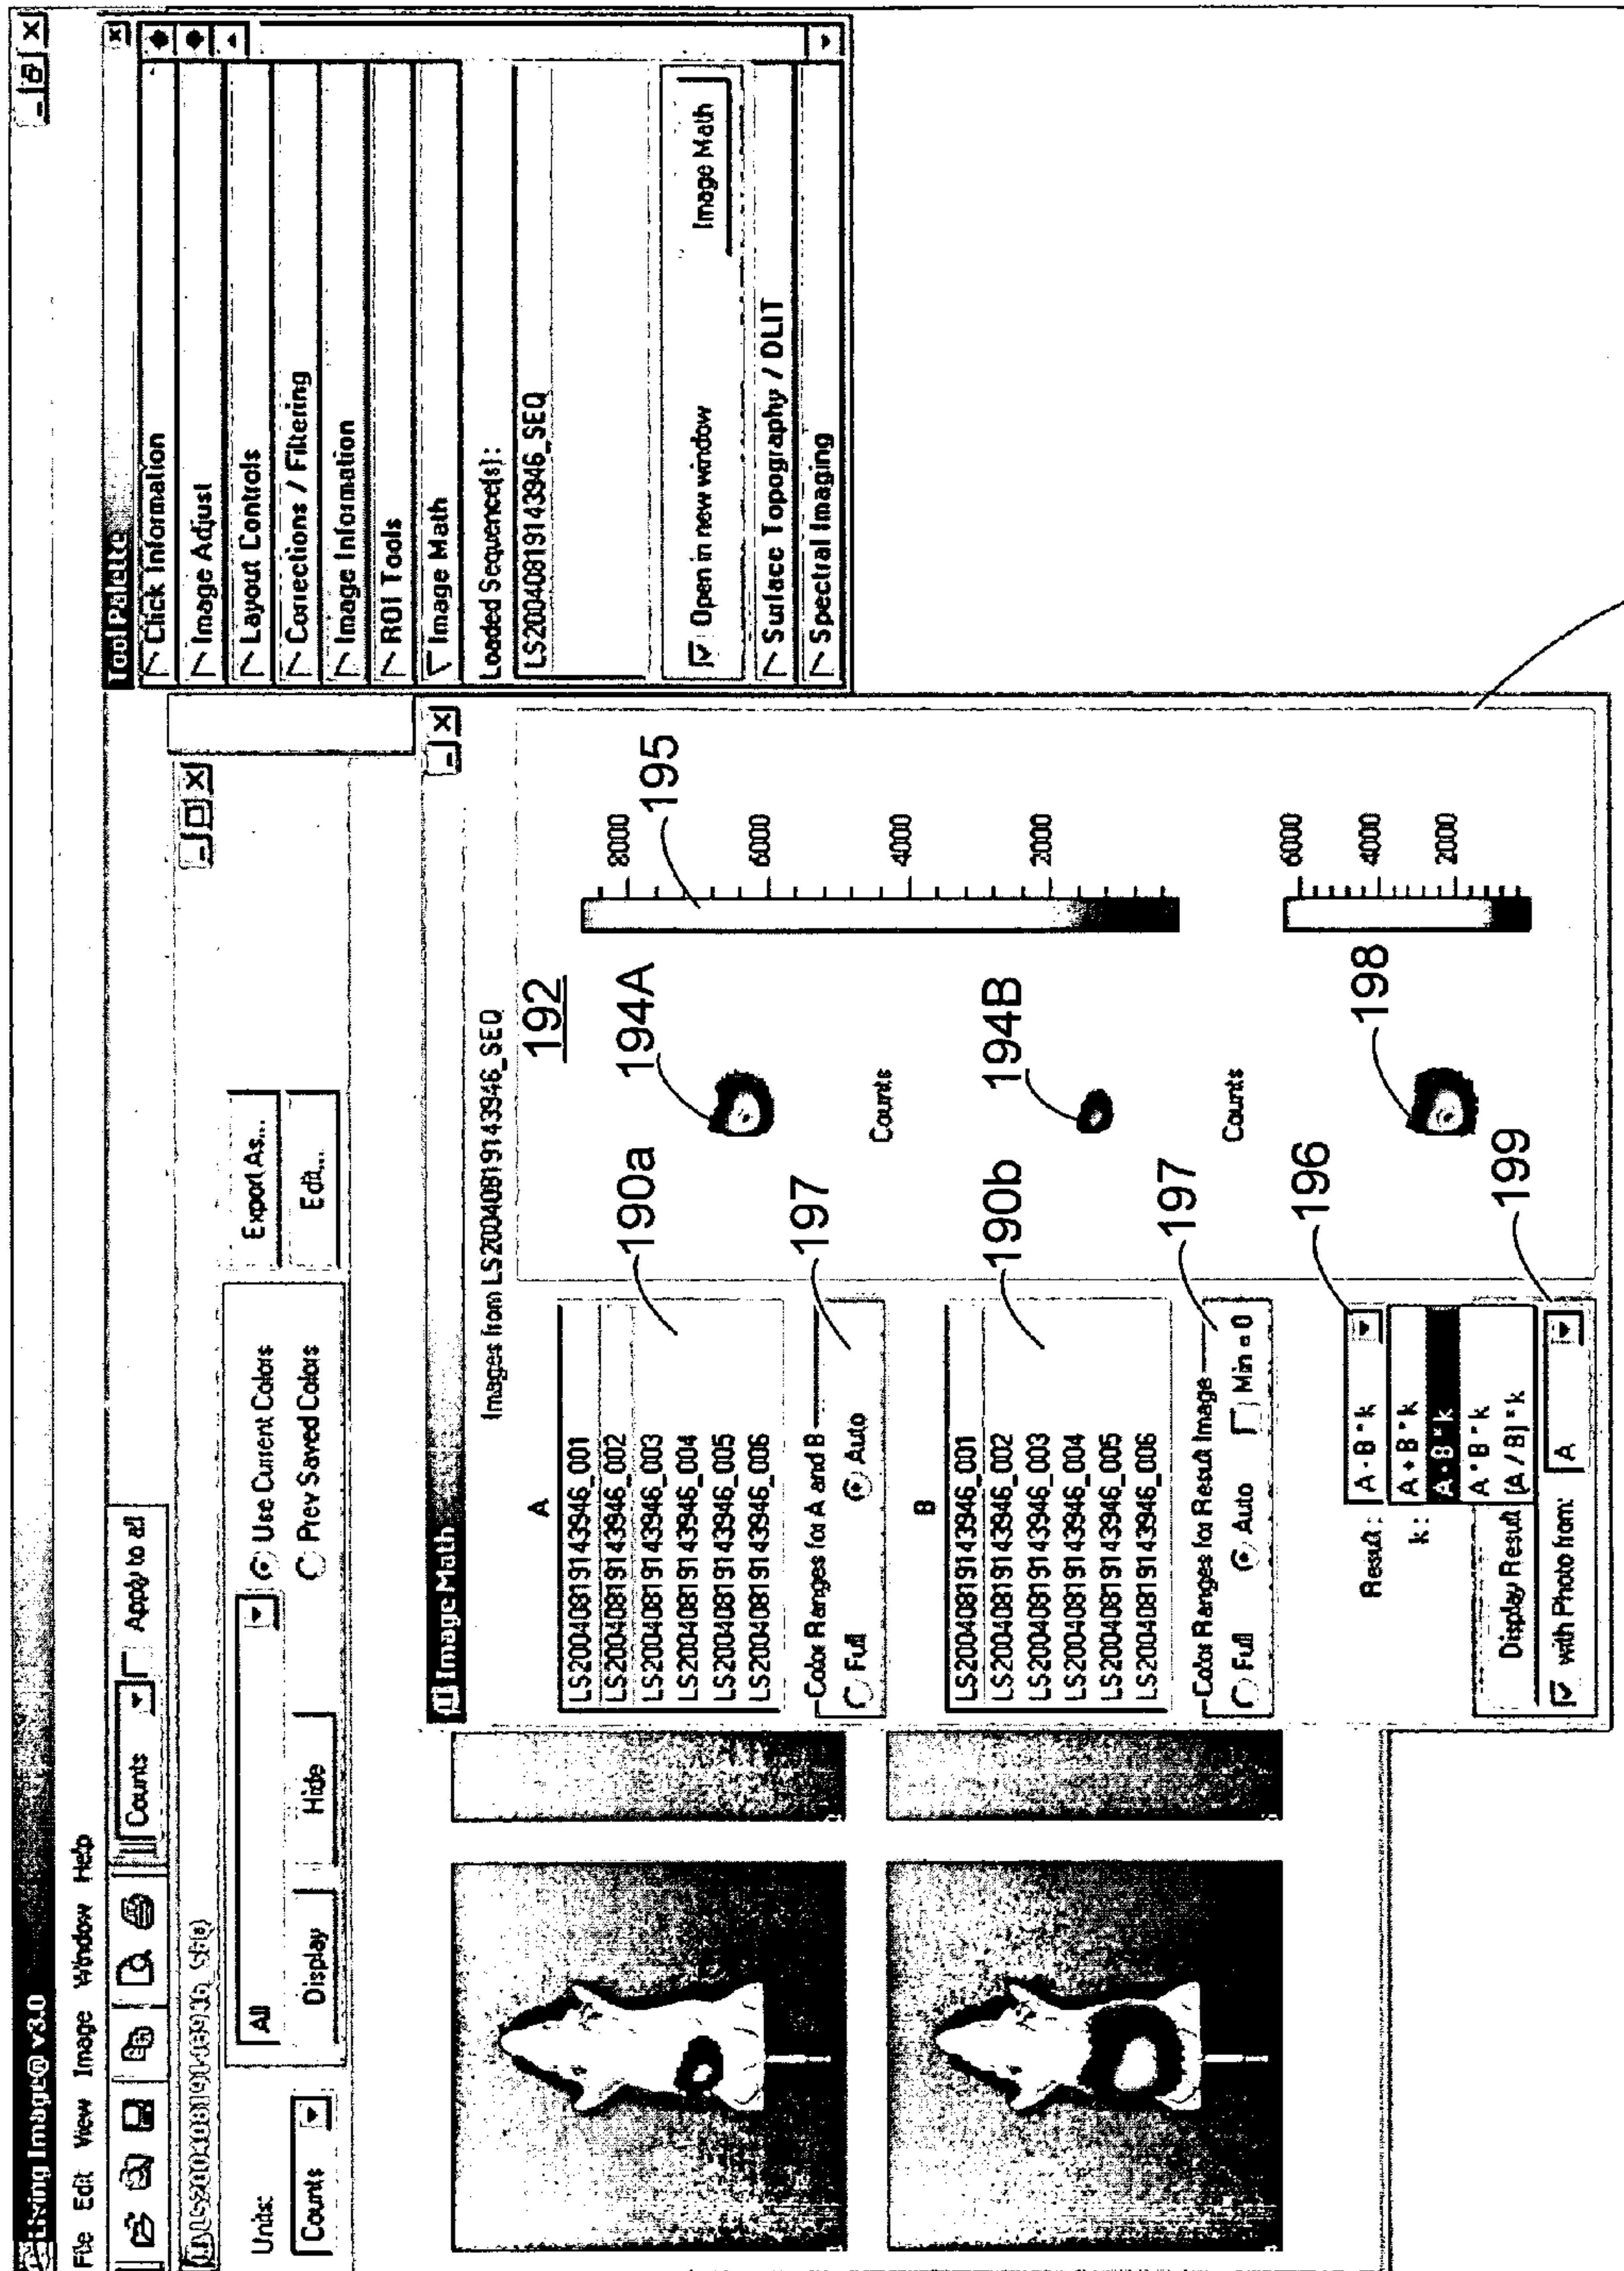 Living Image® v3.0
File Edit View Image Window Help
Counts
Apply to all
LS20040819143946_SEQ
Units:
Counts
All
Use Current Colors
Prev Saved Colors
Display
Hide
Export As...
Edit...
Tool Palette
Click Information
Image Adjust
Layout Controls
Corrections / Filtering
Image Information
ROI Tools
Image Math
Loaded Sequence(s):
LS20040819143946_SEQ
Open in new window
Image Math
Surface Topography / DLIT
Spectral Imaging
Image Math
Images from LS20040819143946_SEQ
A
LS20040819143946_001
LS20040819143946_002
LS20040819143946_003
LS20040819143946_004
LS20040819143946_005
LS20040819143946_006
190a
Color Ranges for A and B
Full
Auto
197
B
LS20040819143946_001
LS20040819143946_002
LS20040819143946_003
LS20040819143946_004
LS20040819143946_005
LS20040819143946_006
190b
Color Ranges for Result Image
Full
Auto
Min = 0
197
Result:
A - B * k
196
k:
A + B * k
A - B * k
A * B * k
(A / B) * k
Display Result
with Photo from:
A
199
192
194A
195
8000
6000
4000
2000
Counts
194B
Counts
198
6000
4000
2000